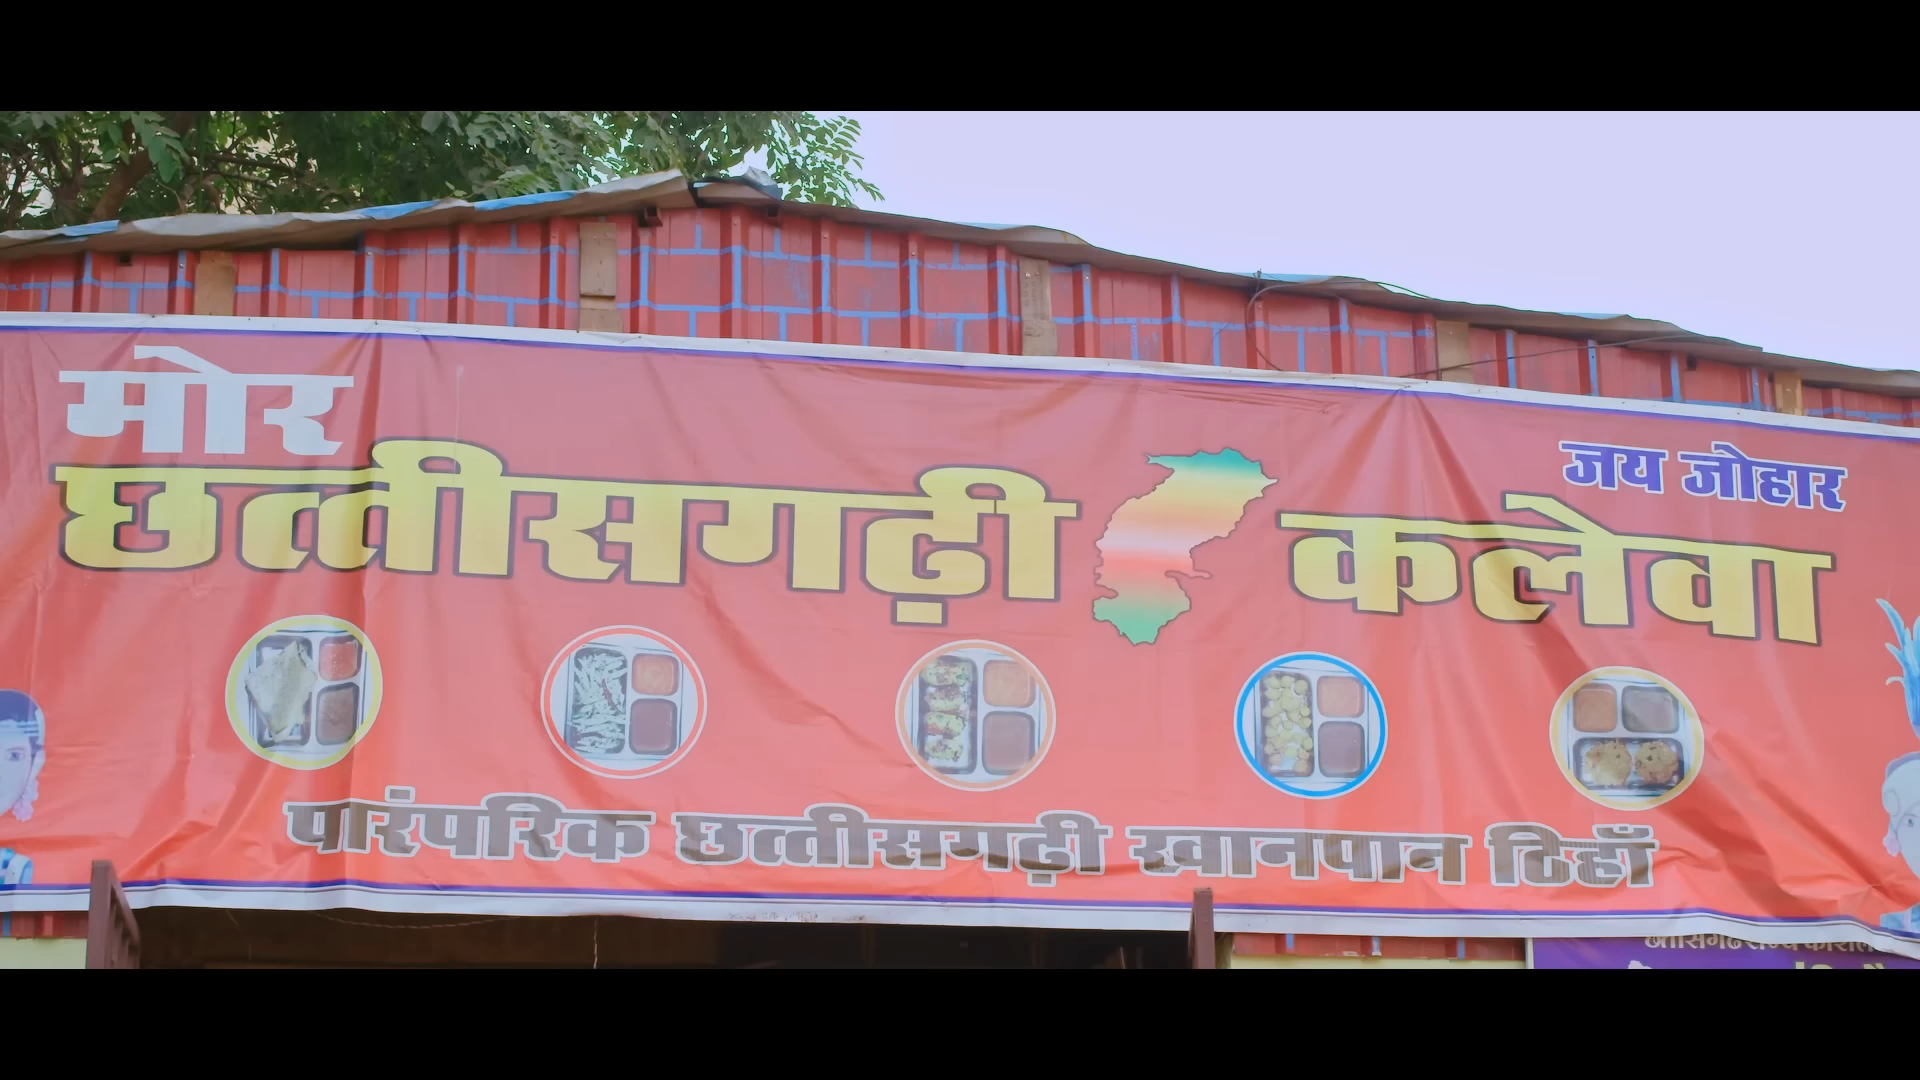 मोर
जय जोहार
छत्तीसगढ़ी कलेवा
पारंपरिक छत्तीसगढ़ी खानपान ठिहाँ